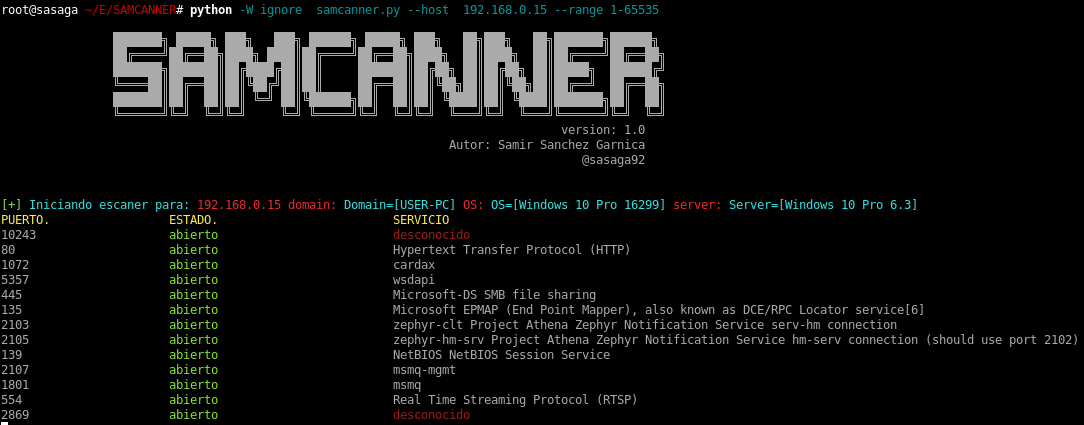 root@sasaga ~/E/SAMCANNER# python -W ignore  samcanner.py --host  192.168.0.15 --range 1-65535
SAMCANNER
version: 1.0
Autor: Samir Sanchez Garnica
@sasaga92
[+] Iniciando escaner para: 192.168.0.15 domain: Domain=[USER-PC] OS: OS=[Windows 10 Pro 16299] server: Server=[Windows 10 Pro 6.3]
PUERTO. ESTADO. SERVICIO
10243 abierto desconocido
80 abierto Hypertext Transfer Protocol (HTTP)
1072 abierto cardax
5357 abierto wsdapi
445 abierto Microsoft-DS SMB file sharing
135 abierto Microsoft EPMAP (End Point Mapper), also known as DCE/RPC Locator service[6]
2103 abierto zephyr-clt Project Athena Zephyr Notification Service serv-hm connection
2105 abierto zephyr-hm-srv Project Athena Zephyr Notification Service hm-serv connection (should use port 2102)
139 abierto NetBIOS NetBIOS Session Service
2107 abierto msmq-mgmt
1801 abierto msmq
554 abierto Real Time Streaming Protocol (RTSP)
2869 abierto desconocido